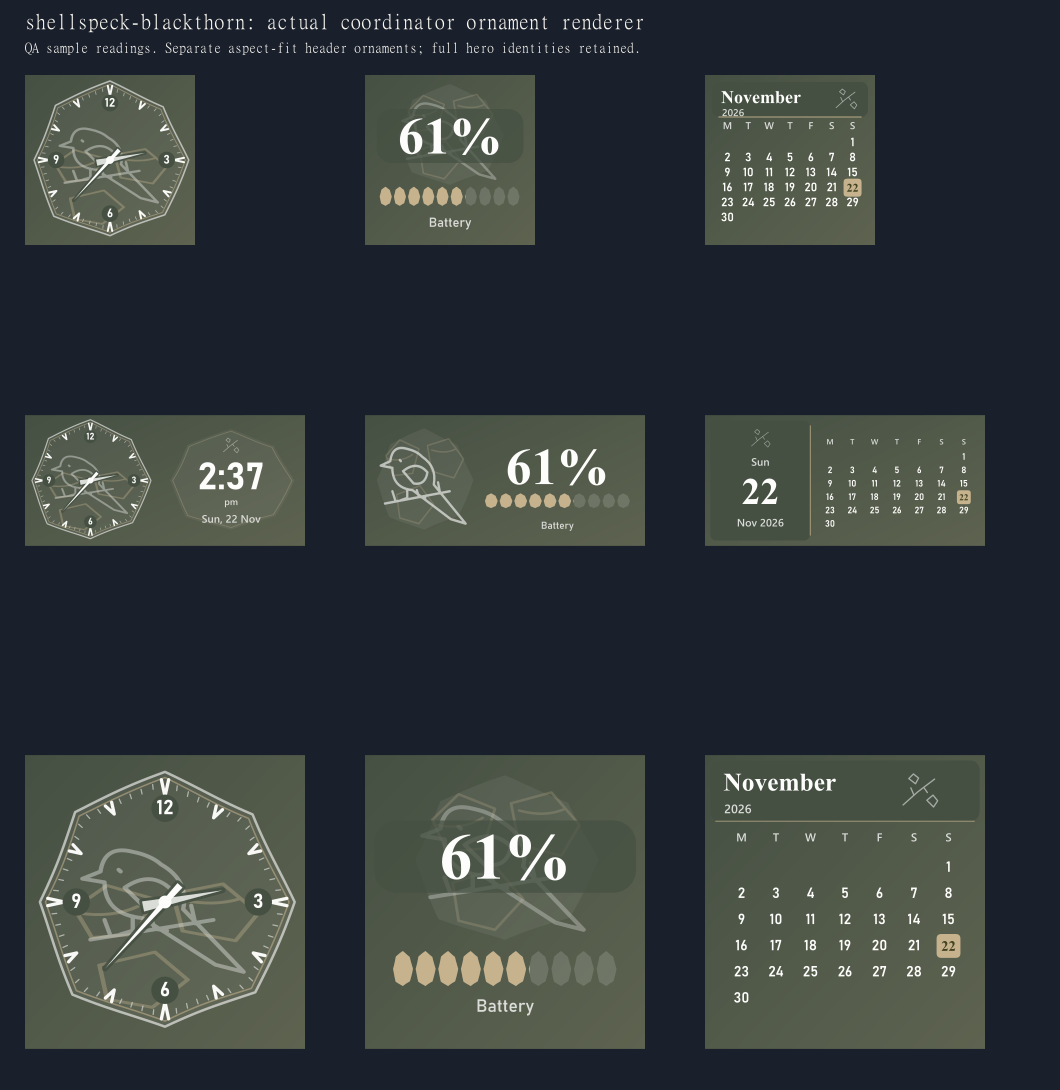 shellspeck-blackthorn: actual coordinator ornament renderer
QA sample readings. Separate aspect-fit header ornaments; full hero identities retained.
12
9
3
6
61%
Battery
November
2026
M T W T F S S
1
2 3 4 5 6 7 8
9 10 11 12 13 14 15
16 17 18 19 20 21 22
23 24 25 26 27 28 29
30
12
9
3
6
2:37
pm
Sun, 22 Nov
61%
Battery
Sun
22
Nov 2026
M T W T F S S
1
2 3 4 5 6 7 8
9 10 11 12 13 14 15
16 17 18 19 20 21 22
23 24 25 26 27 28 29
30
12
9
3
6
61%
Battery
November
2026
M T W T F S S
1
2 3 4 5 6 7 8
9 10 11 12 13 14 15
16 17 18 19 20 21 22
23 24 25 26 27 28 29
30